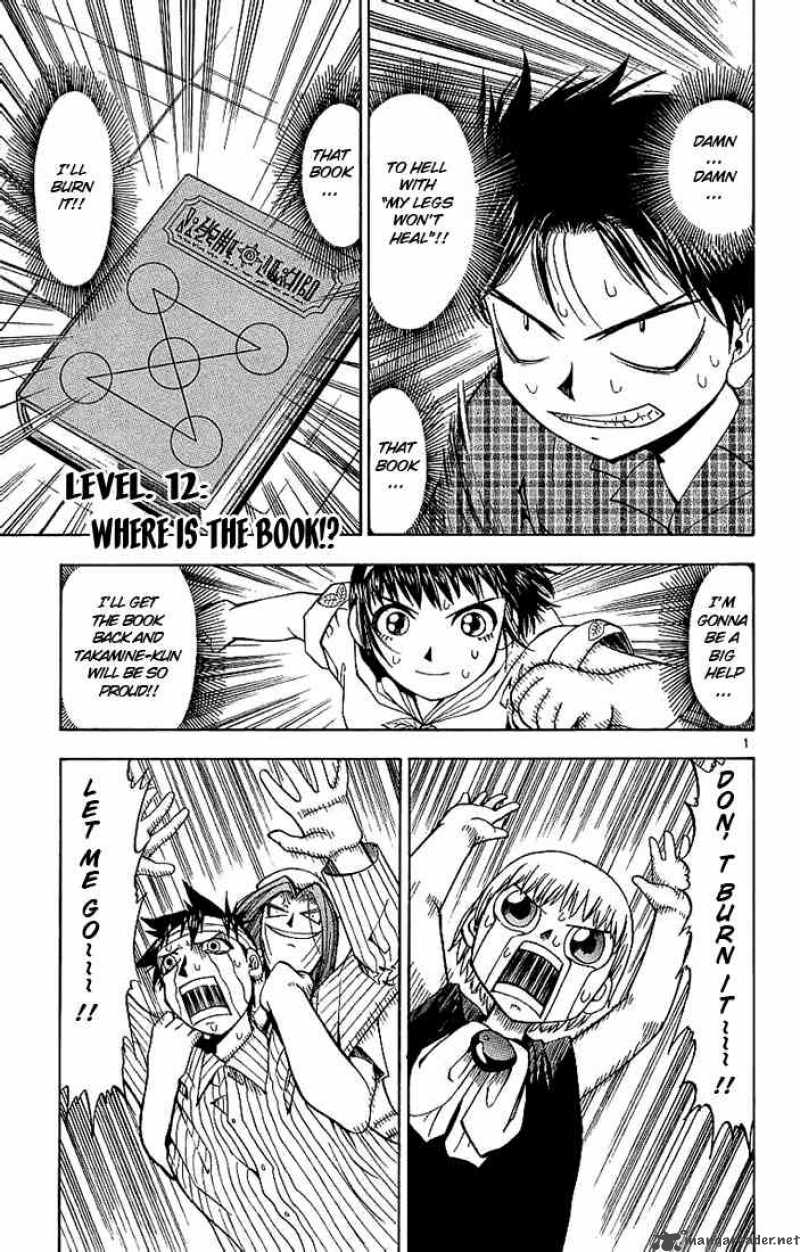 DAMN
...
DAMN
...
TO HELL
WITH
"MY LEGS
WON'T
HEAL"!!
THAT
BOOK
...
THAT
BOOK
...
I'LL
BURN
IT!!
LEVEL. 12:
WHERE IS THE BOOK!?
I'M
GONNA
BE A
BIG
HELP
...
I'LL GET
THE BOOK
BACK AND
TAKAMINE-KUN
WILL BE SO
PROUD!!
1
DON'T BURN IT~~~!!
LET ME GO~~~!!